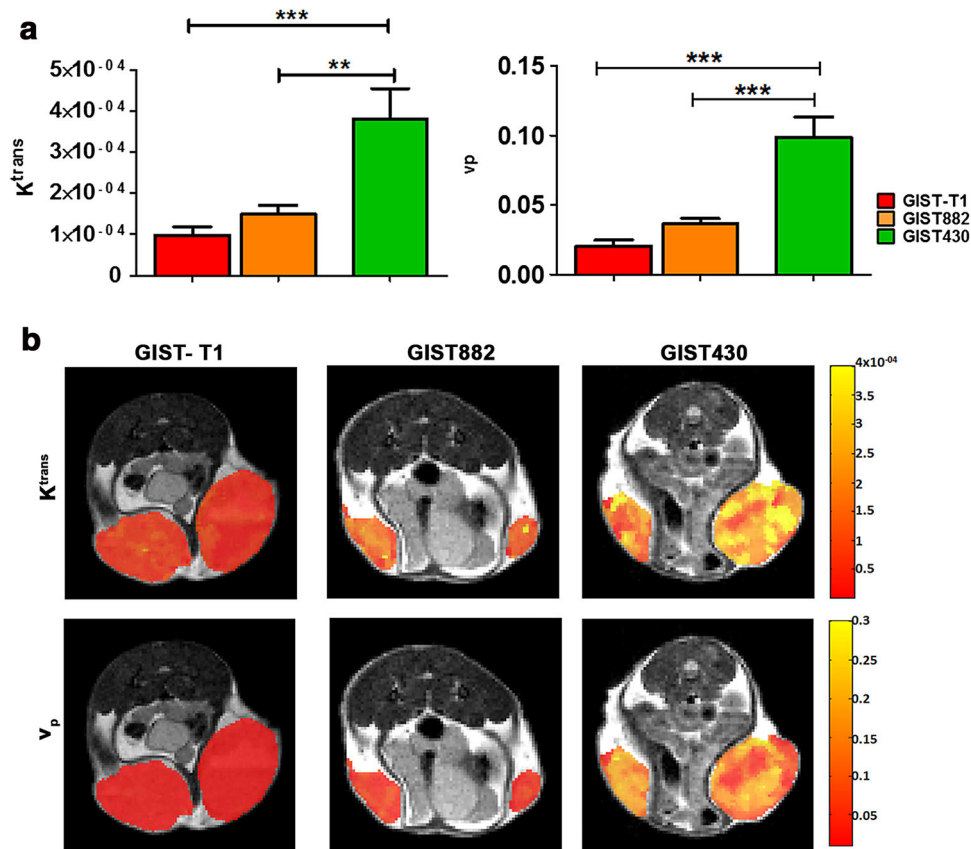 a
***
**
5×10⁻⁰⁴
4×10⁻⁰⁴
3×10⁻⁰⁴
2×10⁻⁰⁴
1×10⁻⁰⁴
0
Kᵗʳᵃⁿˢ
***
***
0.15
0.10
0.05
0.00
vp
GIST-T1
GIST882
GIST430
b
GIST- T1 GIST882 GIST430
Kᵗʳᵃⁿˢ
4x10⁻⁰⁴
3.5
3
2.5
2
1.5
1
0.5
vₚ
0.3
0.25
0.2
0.15
0.1
0.05